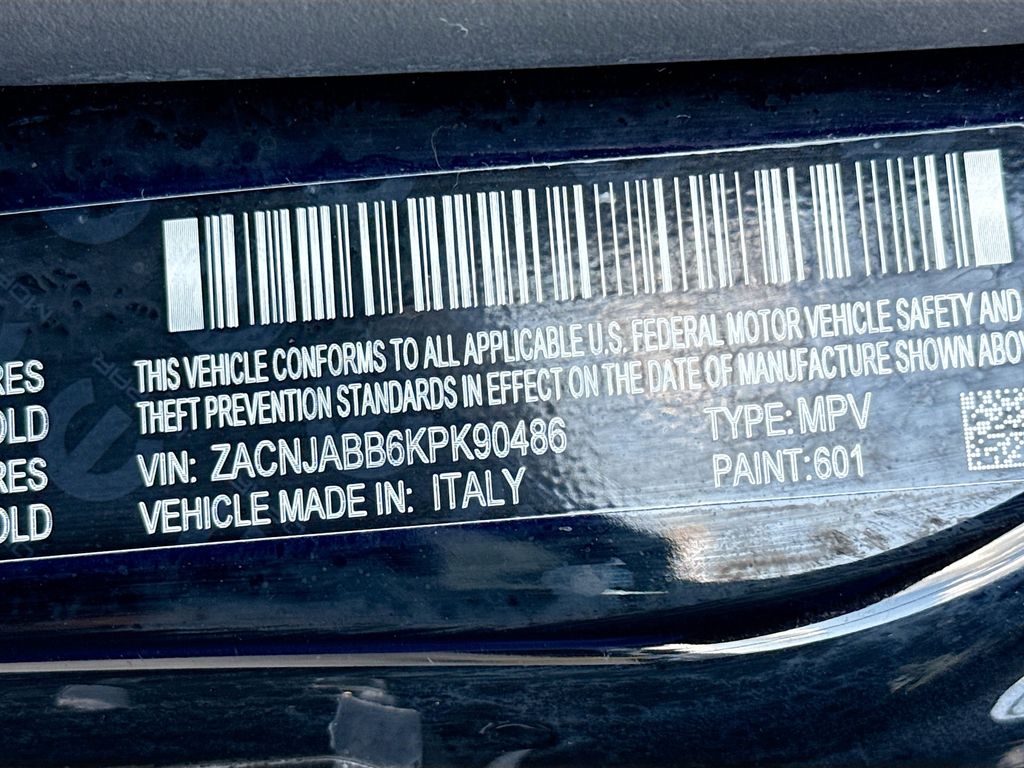 THIS VEHICLE CONFORMS TO ALL APPLICABLE U.S. FEDERAL MOTOR VEHICLE SAFETY AND
THEFT PREVENTION STANDARDS IN EFFECT ON THE DATE OF MANUFACTURE SHOWN ABOV
RES
OLD
VIN: ZACNJABB6KPK90486
TYPE: MPV
RES
PAINT: 601
OLD
VEHICLE MADE IN: ITALY